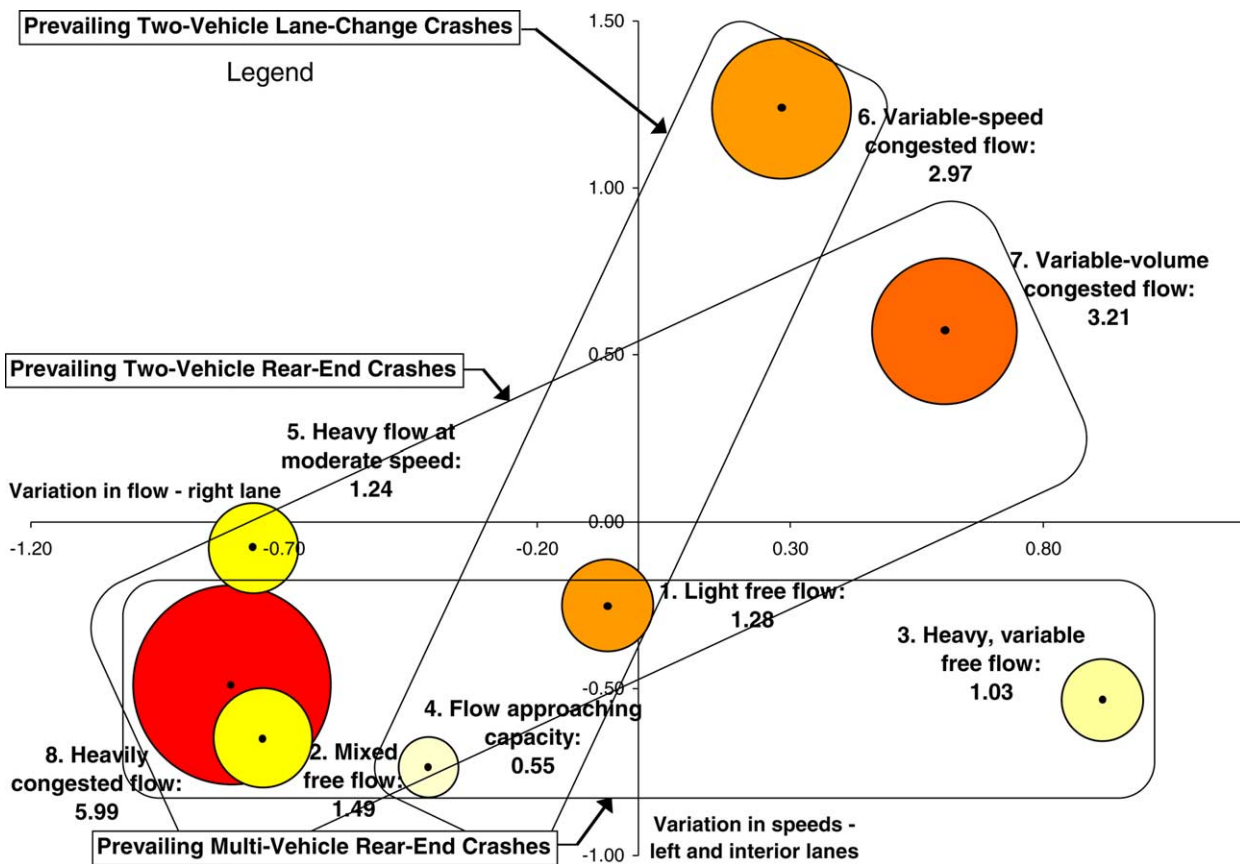 Prevailing Two-Vehicle Lane-Change Crashes
Legend
1.50
6. Variable-speed
congested flow:
2.97
1.00
7. Variable-volume
congested flow:
3.21
0.50
Prevailing Two-Vehicle Rear-End Crashes
5. Heavy flow at
moderate speed:
1.24
Variation in flow - right lane
0.00
-1.20
-0.70
-0.20
0.30
0.80
1. Light free flow:
1.28
3. Heavy, variable
free flow:
1.03
-0.50
4. Flow approaching
capacity:
0.55
8. Heavily
congested flow:
5.99
2. Mixed
free flow:
1.49
Prevailing Multi-Vehicle Rear-End Crashes
Variation in speeds -
left and interior lanes
-1.00